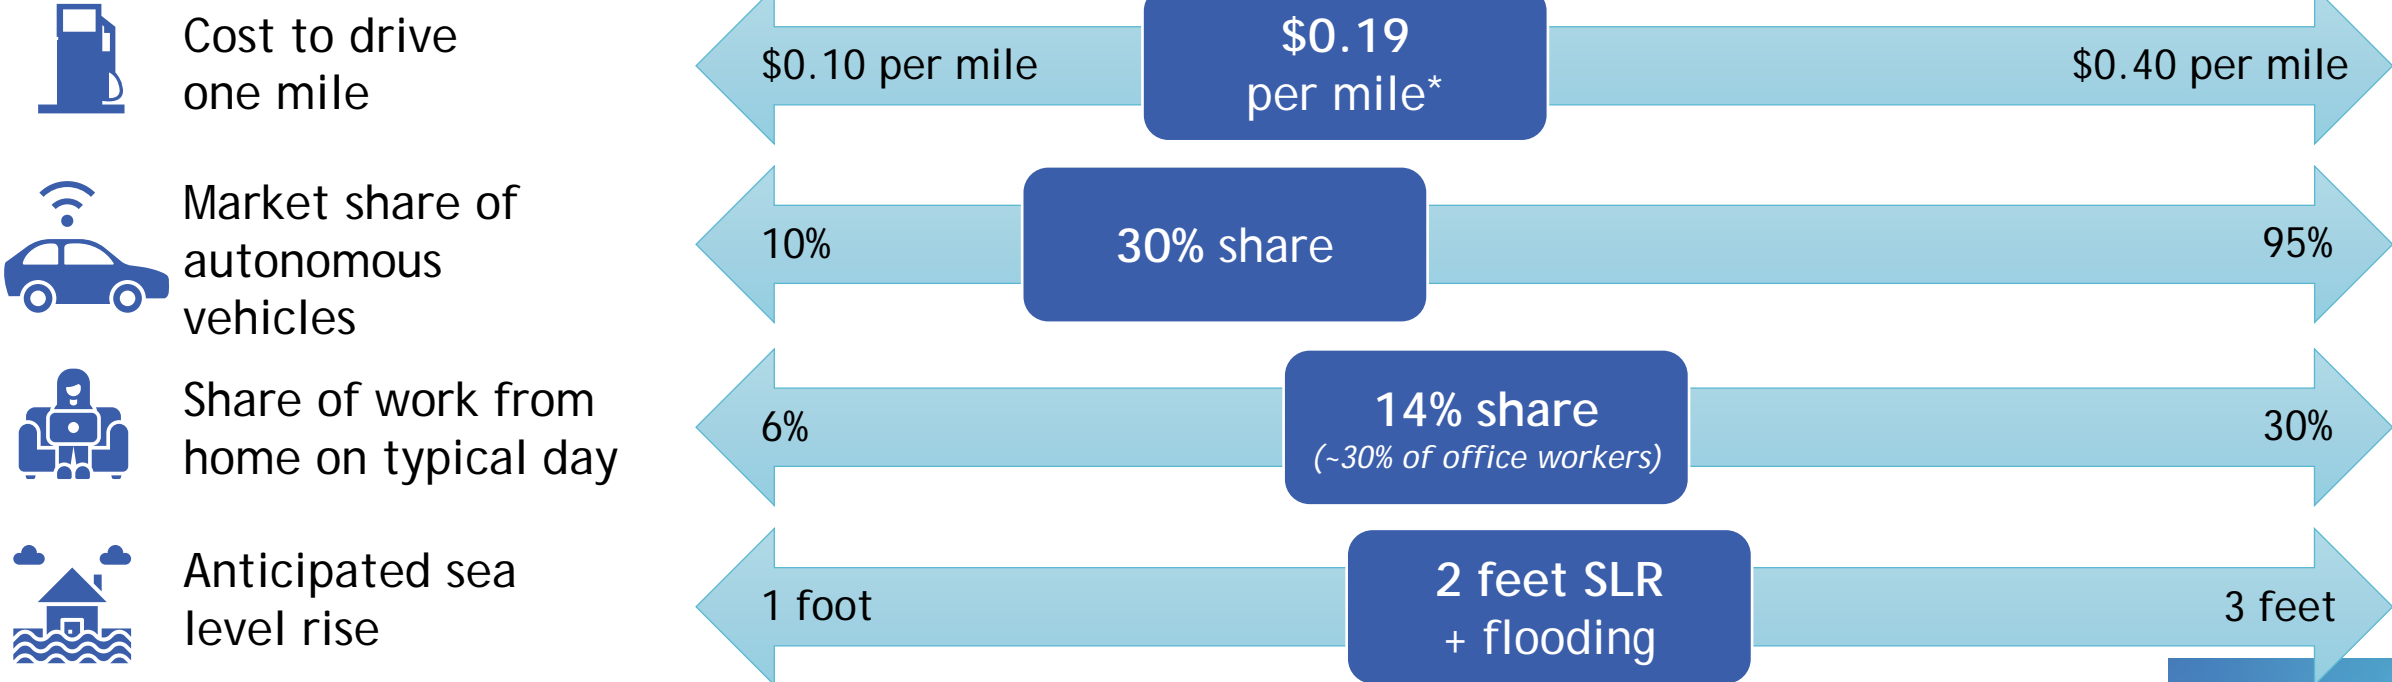 Cost to drive
one mile
$0.10 per mile
$0.19
per mile*
$0.40 per mile
Market share of
autonomous
vehicles
10%
30% share
95%
Share of work from
home on typical day
6%
14% share
(~30% of office workers)
30%
Anticipated sea
level rise
1 foot
2 feet SLR
+ flooding
3 feet